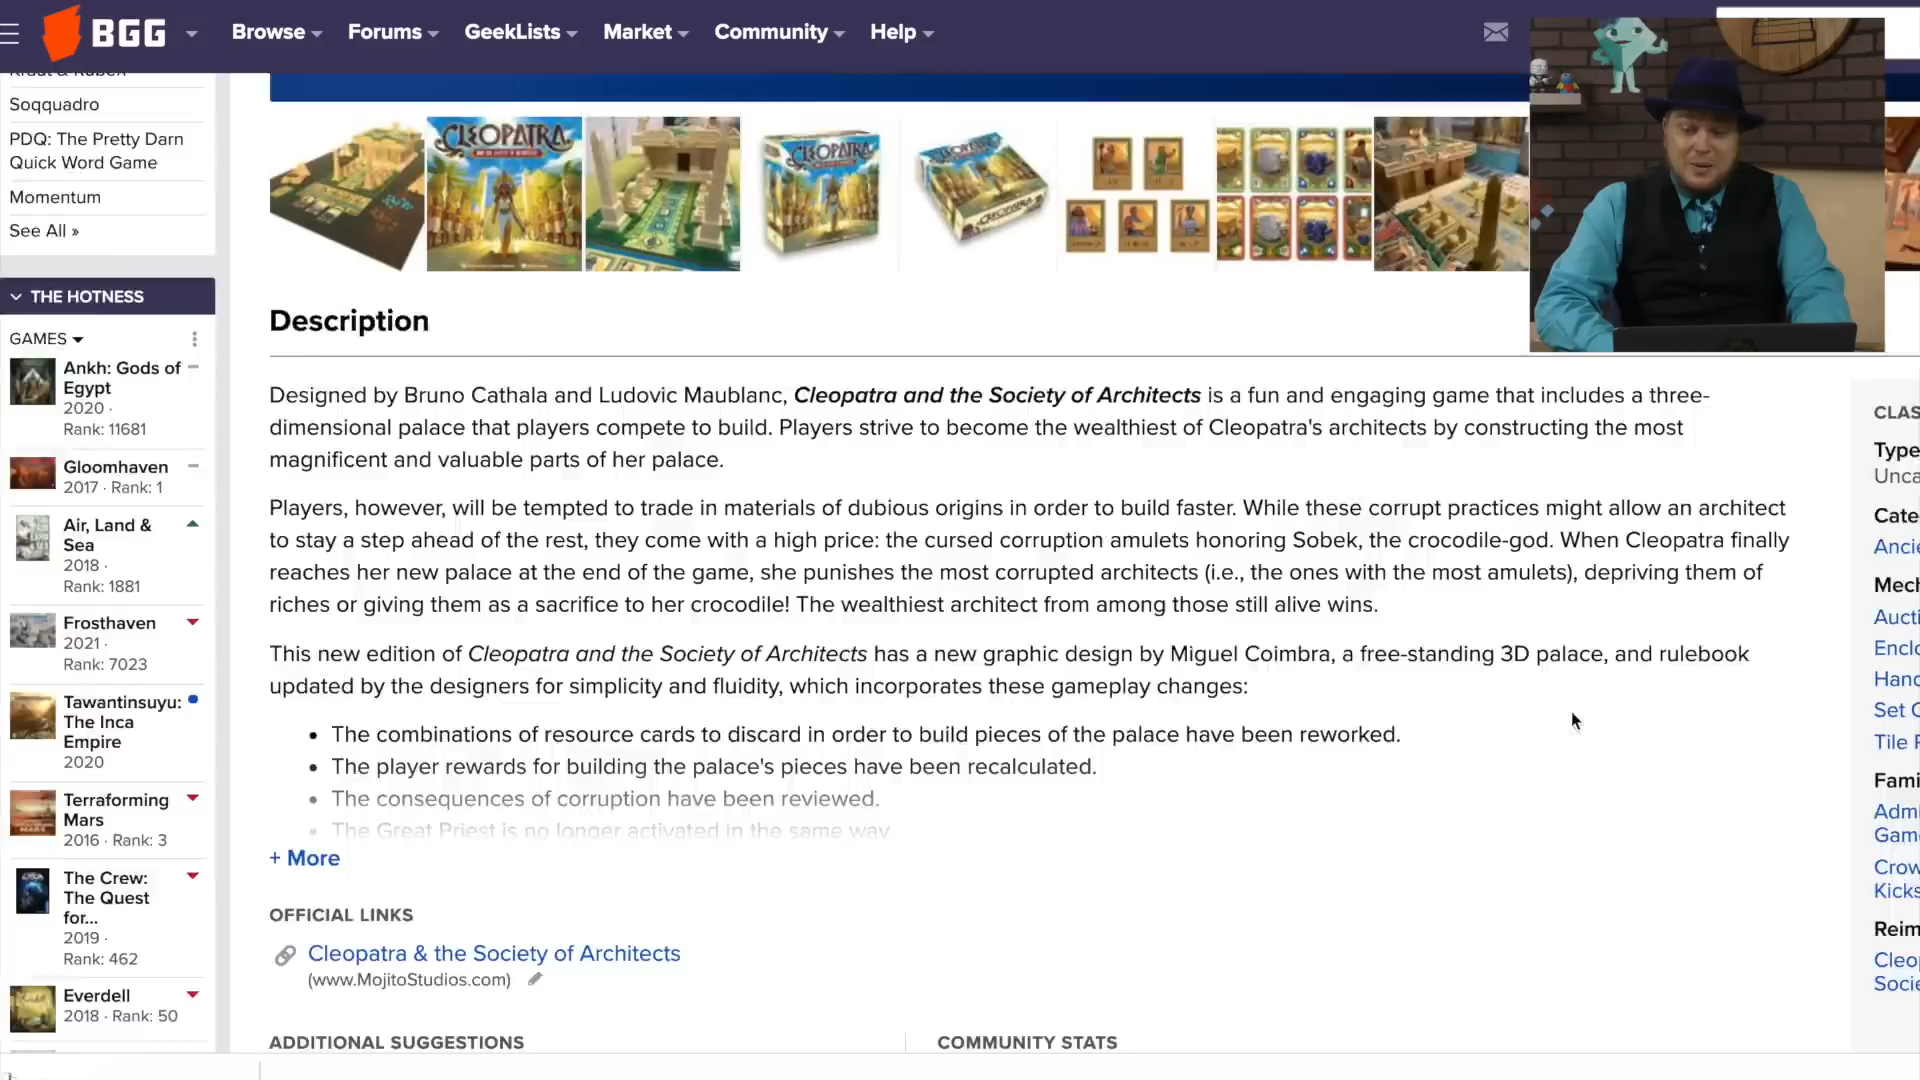 BGG
Browse
Forums
GeekLists
Market
Community
Help
Soqquadro
PDQ: The Pretty Darn
Quick Word Game
Momentum
See All »
THE HOTNESS
GAMES
Ankh: Gods of
Egypt
2020 ·
Rank: 11681
Gloomhaven
2017 · Rank: 1
Air, Land &
Sea
2018 ·
Rank: 1881
Frosthaven
2021 ·
Rank: 7023
Tawantinsuyu:
The Inca
Empire
2020
Terraforming
Mars
2016 · Rank: 3
The Crew:
The Quest
for...
2019 ·
Rank: 462
Everdell
2018 · Rank: 50
CLEOPATRA
CLEOPATRA
CLEOPATRA
Description
Designed by Bruno Cathala and Ludovic Maublanc, Cleopatra and the Society of Architects is a fun and engaging game that includes a three-
dimensional palace that players compete to build. Players strive to become the wealthiest of Cleopatra's architects by constructing the most
magnificent and valuable parts of her palace.
Players, however, will be tempted to trade in materials of dubious origins in order to build faster. While these corrupt practices might allow an architect
to stay a step ahead of the rest, they come with a high price: the cursed corruption amulets honoring Sobek, the crocodile-god. When Cleopatra finally
reaches her new palace at the end of the game, she punishes the most corrupted architects (i.e., the ones with the most amulets), depriving them of
riches or giving them as a sacrifice to her crocodile! The wealthiest architect from among those still alive wins.
This new edition of Cleopatra and the Society of Architects has a new graphic design by Miguel Coimbra, a free-standing 3D palace, and rulebook
updated by the designers for simplicity and fluidity, which incorporates these gameplay changes:
• The combinations of resource cards to discard in order to build pieces of the palace have been reworked.
• The player rewards for building the palace's pieces have been recalculated.
• The consequences of corruption have been reviewed.
• The Great Priest is no longer activated in the same way
+ More
OFFICIAL LINKS
Cleopatra & the Society of Architects
(www.MojitoStudios.com)
ADDITIONAL SUGGESTIONS
COMMUNITY STATS
CLAS
Type
Unca
Cate
Ancie
Mech
Aucti
Enclo
Hand
Set C
Tile P
Fami
Adm
Gam
Crow
Kicks
Reim
Cleop
Socie